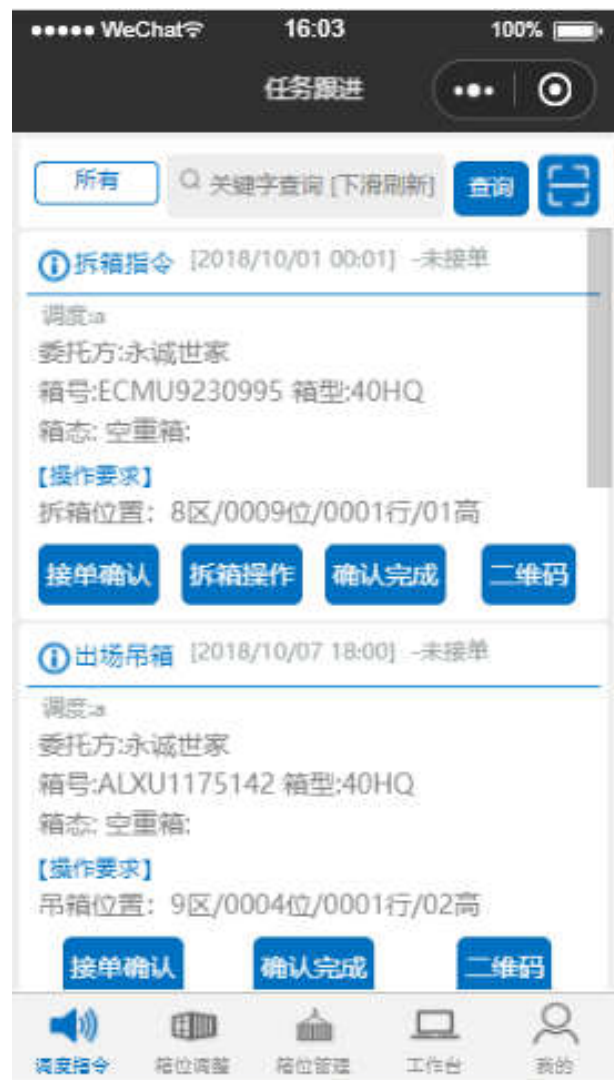 WeChat 16:03 100%
任务跟进
所有 关键字查询 [下滑刷新] 查询
拆箱指令 [2018/10/01 00:01] -未接单
调度:a
委托方:永诚世家
箱号:ECMU9230995 箱型:40HQ
箱态: 空重箱:
【操作要求】
拆箱位置：8区/0009位/0001行/01高
接单确认 拆箱操作 确认完成 二维码
出场吊箱 [2018/10/07 18:00] -未接单
调度:a
委托方:永诚世家
箱号:ALXU1175142 箱型:40HQ
箱态: 空重箱:
【操作要求】
吊箱位置：9区/0004位/0001行/02高
接单确认 确认完成 二维码
调度指令 箱位调整 箱位管理 工作台 我的